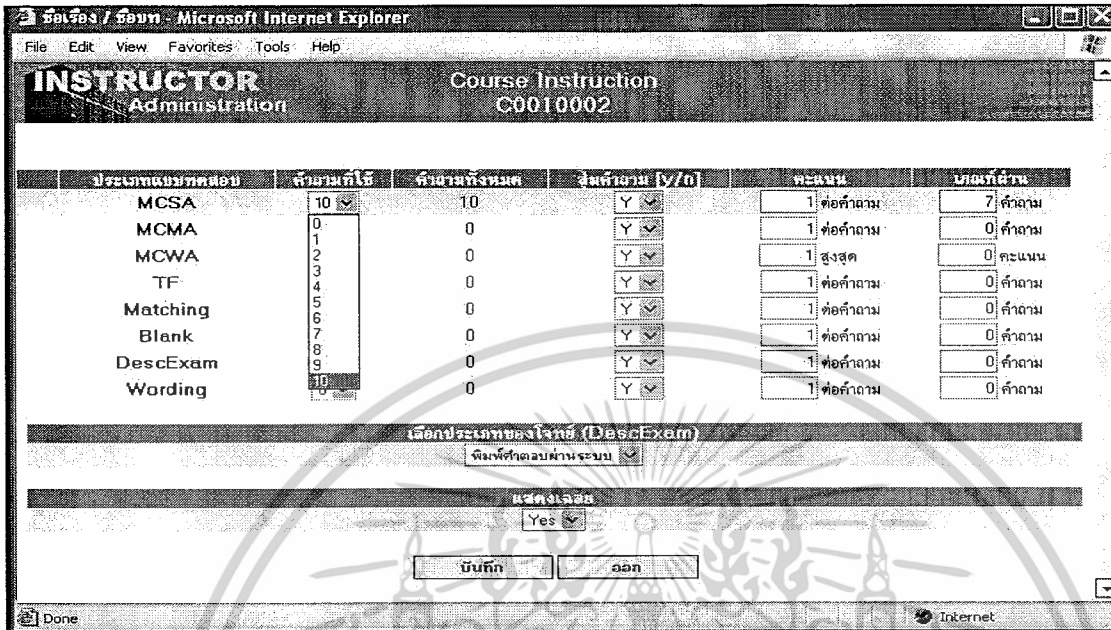 ชื่อเรื่อง / ชื่อบท - Microsoft Internet Explorer
File Edit View Favorites Tools Help
INSTRUCTOR
Administration
Course Instruction
C0010002
ประเภทแบบทดสอบ คำถามที่ใช้ คำถามทั้งหมด สุ่มคำถาม [y/n] คะแนน เกณฑ์ผ่าน
MCSA 10 10 Y 1 ต่อคำถาม 7 คำถาม
MCMA 0 Y 1 ต่อคำถาม 0 คำถาม
MCWA 0 Y 1 สูงสุด 0 คะแนน
TF 0 Y 1 ต่อคำถาม 0 คำถาม
Matching 0 Y 1 ต่อคำถาม 0 คำถาม
Blank 0 Y 1 ต่อคำถาม 0 คำถาม
DescExam 0 Y 1 ต่อคำถาม 0 คำถาม
Wording 0 0 Y 1 ต่อคำถาม 0 คำถาม
0
1
2
3
4
5
6
7
8
9
10
เลือกประเภทของโจทย์ (DescExam)
พิมพ์คำตอบผ่านระบบ
แสดงเฉลย
Yes
บันทึก ออก
Done Internet